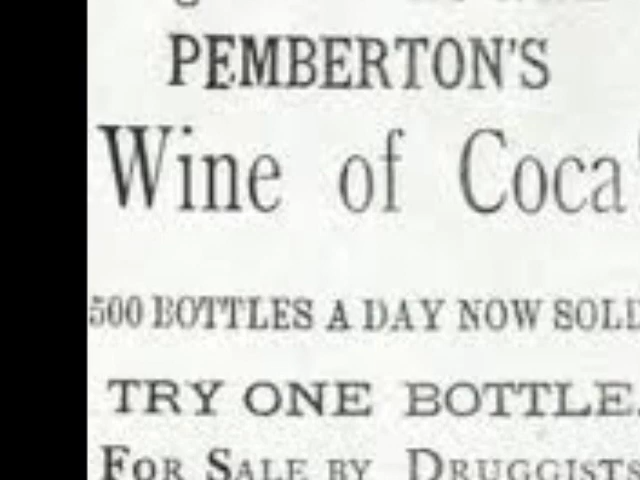 PEMBERTON'S
Wine of Coca
500 BOTTLES A DAY NOW SOLD
TRY ONE BOTTLE.
FOR SALE BY DRUGGISTS